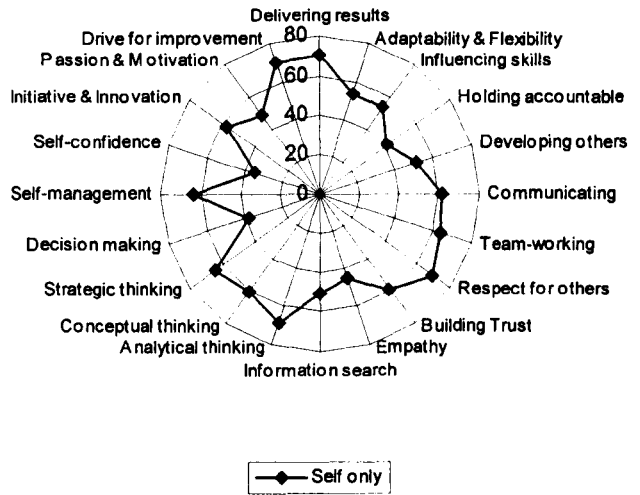 Delivering results
80
Drive for improvement
Adaptability & Flexibility
Passion & Motivation
60
Influencing skills
Initiative & Innovation
40
Holding accountable
Self-confidence
20
Developing others
Self-management
0
Communicating
Decision making
Team-working
Strategic thinking
Respect for others
Conceptual thinking
Building Trust
Analytical thinking
Empathy
Information search
Self only